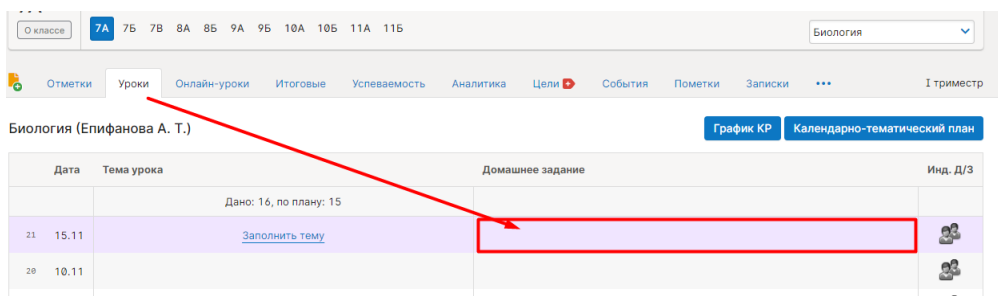 О классе 7А 7Б 7В 8А 8Б 9А 9Б 10А 10Б 11А 11Б Биология
Отметки Уроки Онлайн-уроки Итоговые Успеваемость Аналитика Цели События Пометки Записки ••• I триместр
Биология (Епифанова А. Т.) График КР Календарно-тематический план
Дата Тема урока Домашнее задание Инд. Д/З
Дано: 16, по плану: 15
21 15.11 Заполнить тему
20 10.11